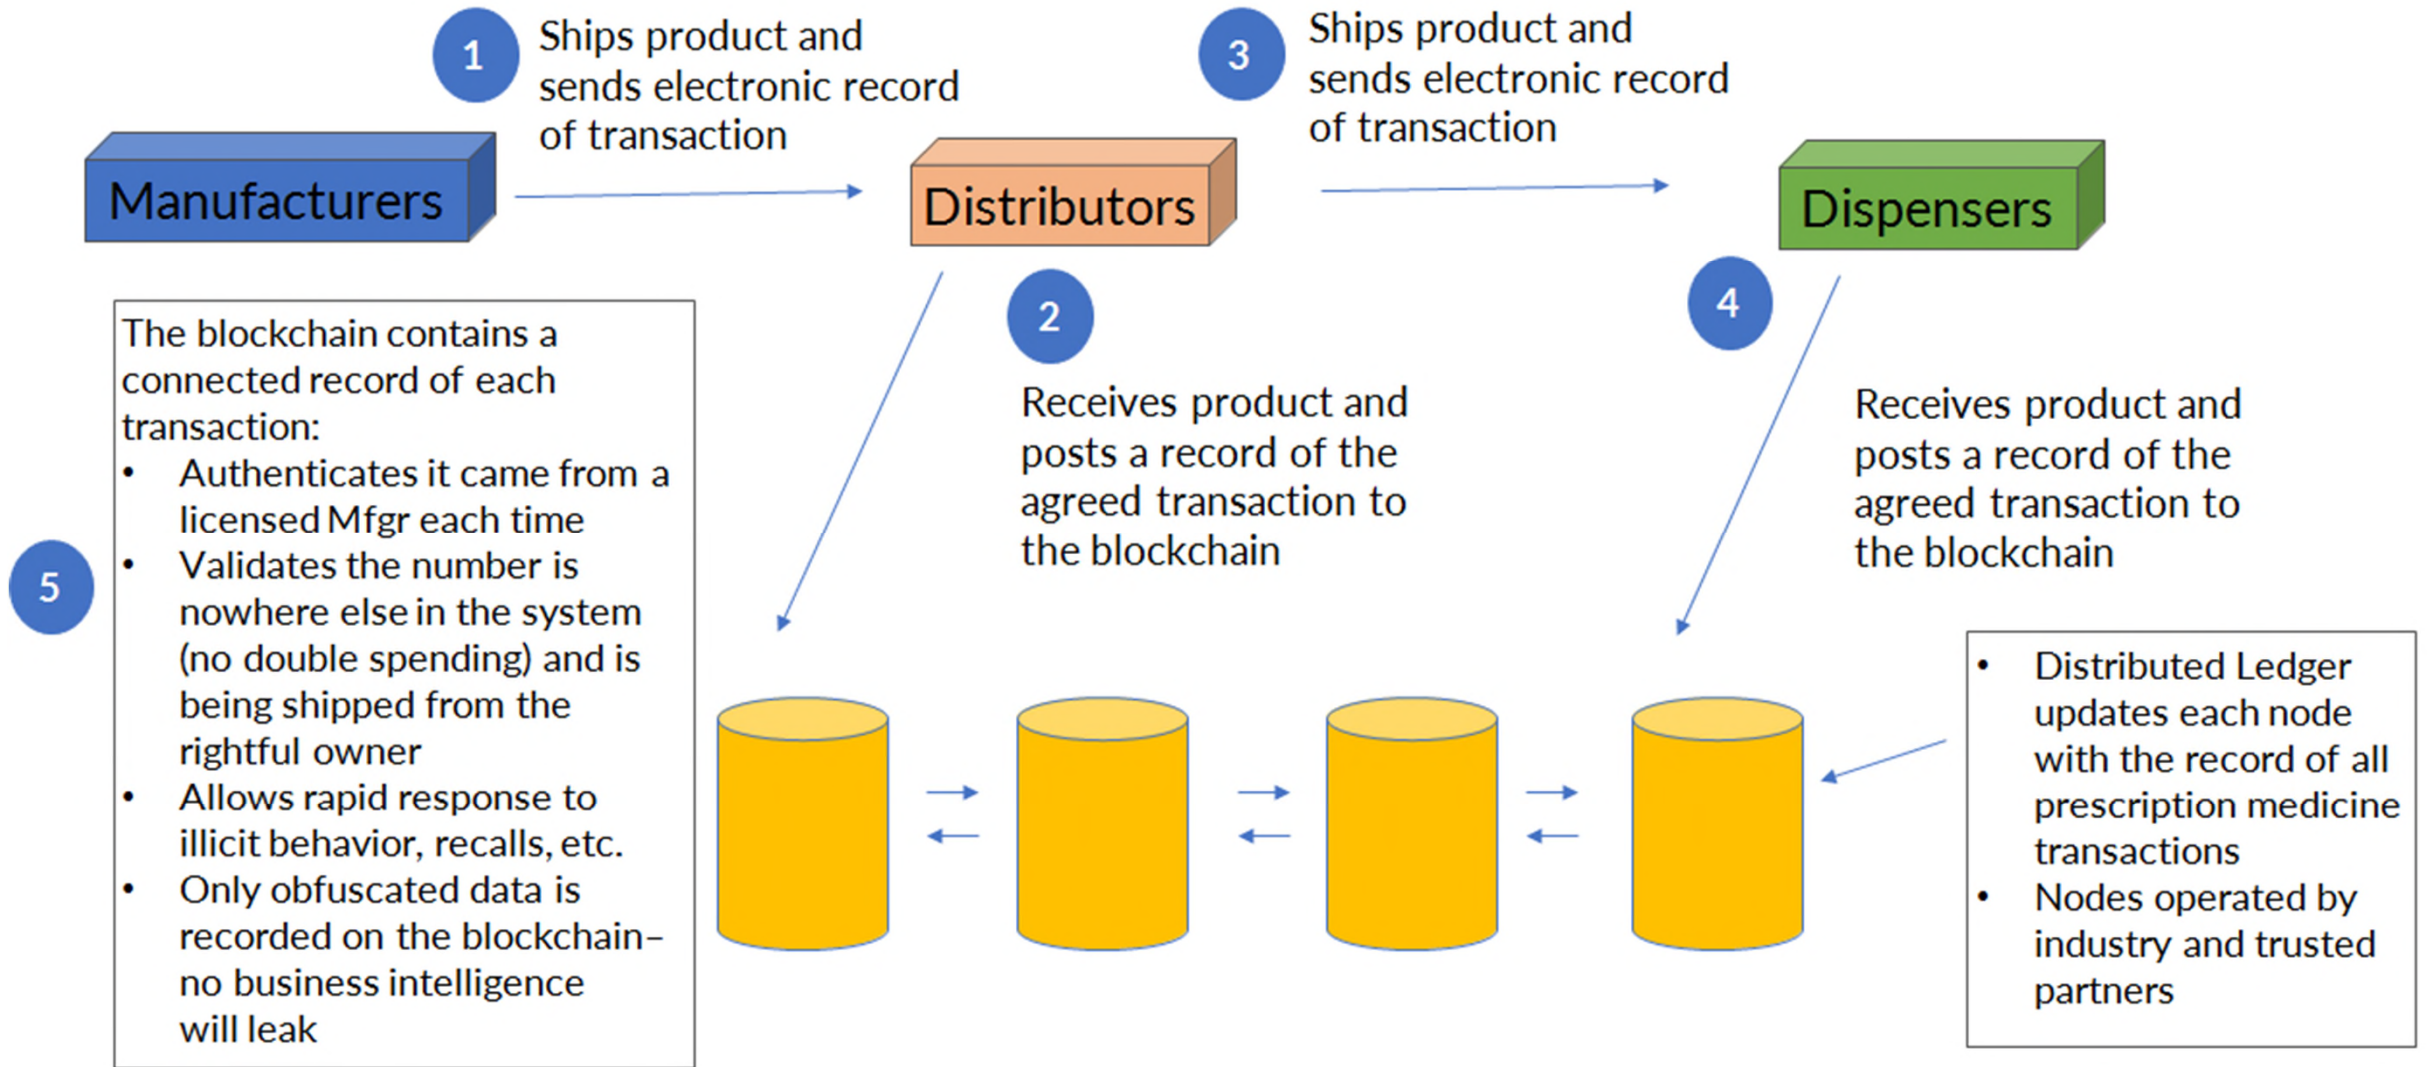 1
Ships product and
sends electronic record
of transaction
3
Ships product and
sends electronic record
of transaction
Manufacturers
Distributors
Dispensers
2
Receives product and
posts a record of the
agreed transaction to
the blockchain
4
Receives product and
posts a record of the
agreed transaction to
the blockchain
5
The blockchain contains a
connected record of each
transaction:
• Authenticates it came from a
licensed Mfgr each time
• Validates the number is
nowhere else in the system
(no double spending) and is
being shipped from the
rightful owner
• Allows rapid response to
illicit behavior, recalls, etc.
• Only obfuscated data is
recorded on the blockchain–
no business intelligence
will leak
• Distributed Ledger
updates each node
with the record of all
prescription medicine
transactions
• Nodes operated by
industry and trusted
partners